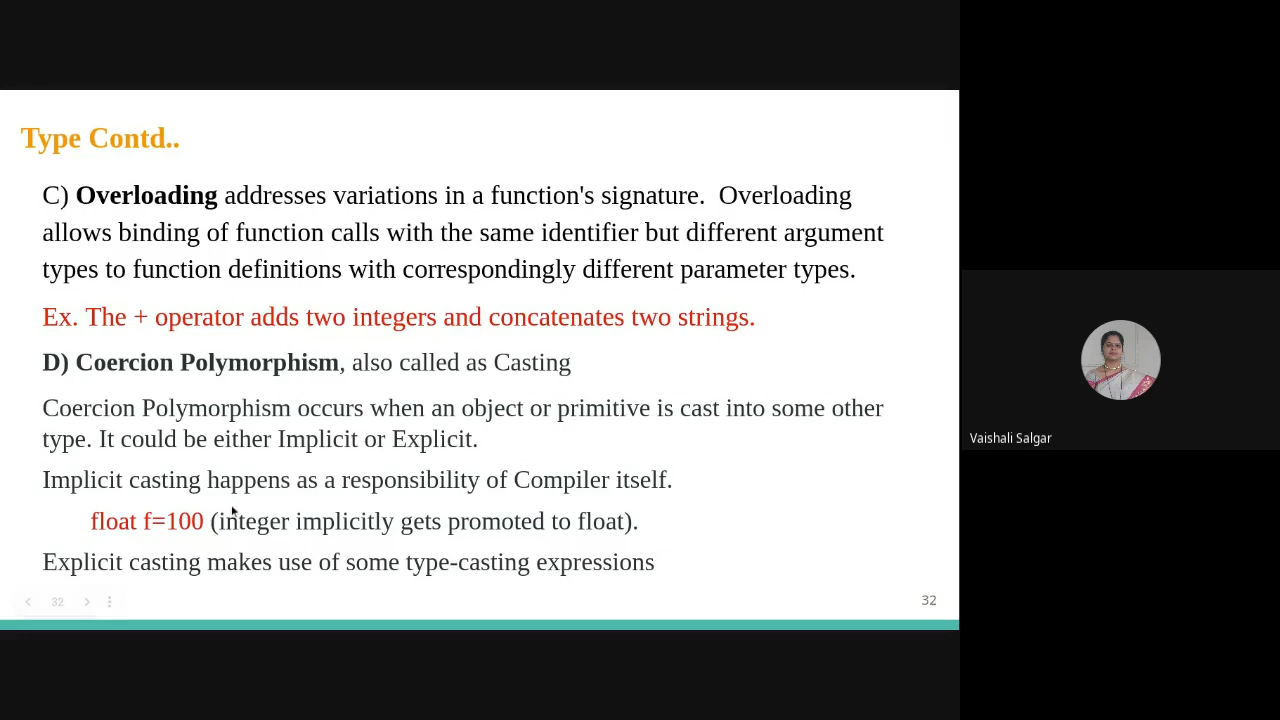 Type Contd..
C) Overloading addresses variations in a function's signature.  Overloading
allows binding of function calls with the same identifier but different argument
types to function definitions with correspondingly different parameter types.
Ex. The + operator adds two integers and concatenates two strings.
D) Coercion Polymorphism, also called as Casting
Coercion Polymorphism occurs when an object or primitive is cast into some other
type. It could be either Implicit or Explicit.
Implicit casting happens as a responsibility of Compiler itself.
float f=100 (integer implicitly gets promoted to float).
Explicit casting makes use of some type-casting expressions
32
32
Vaishali Salgar